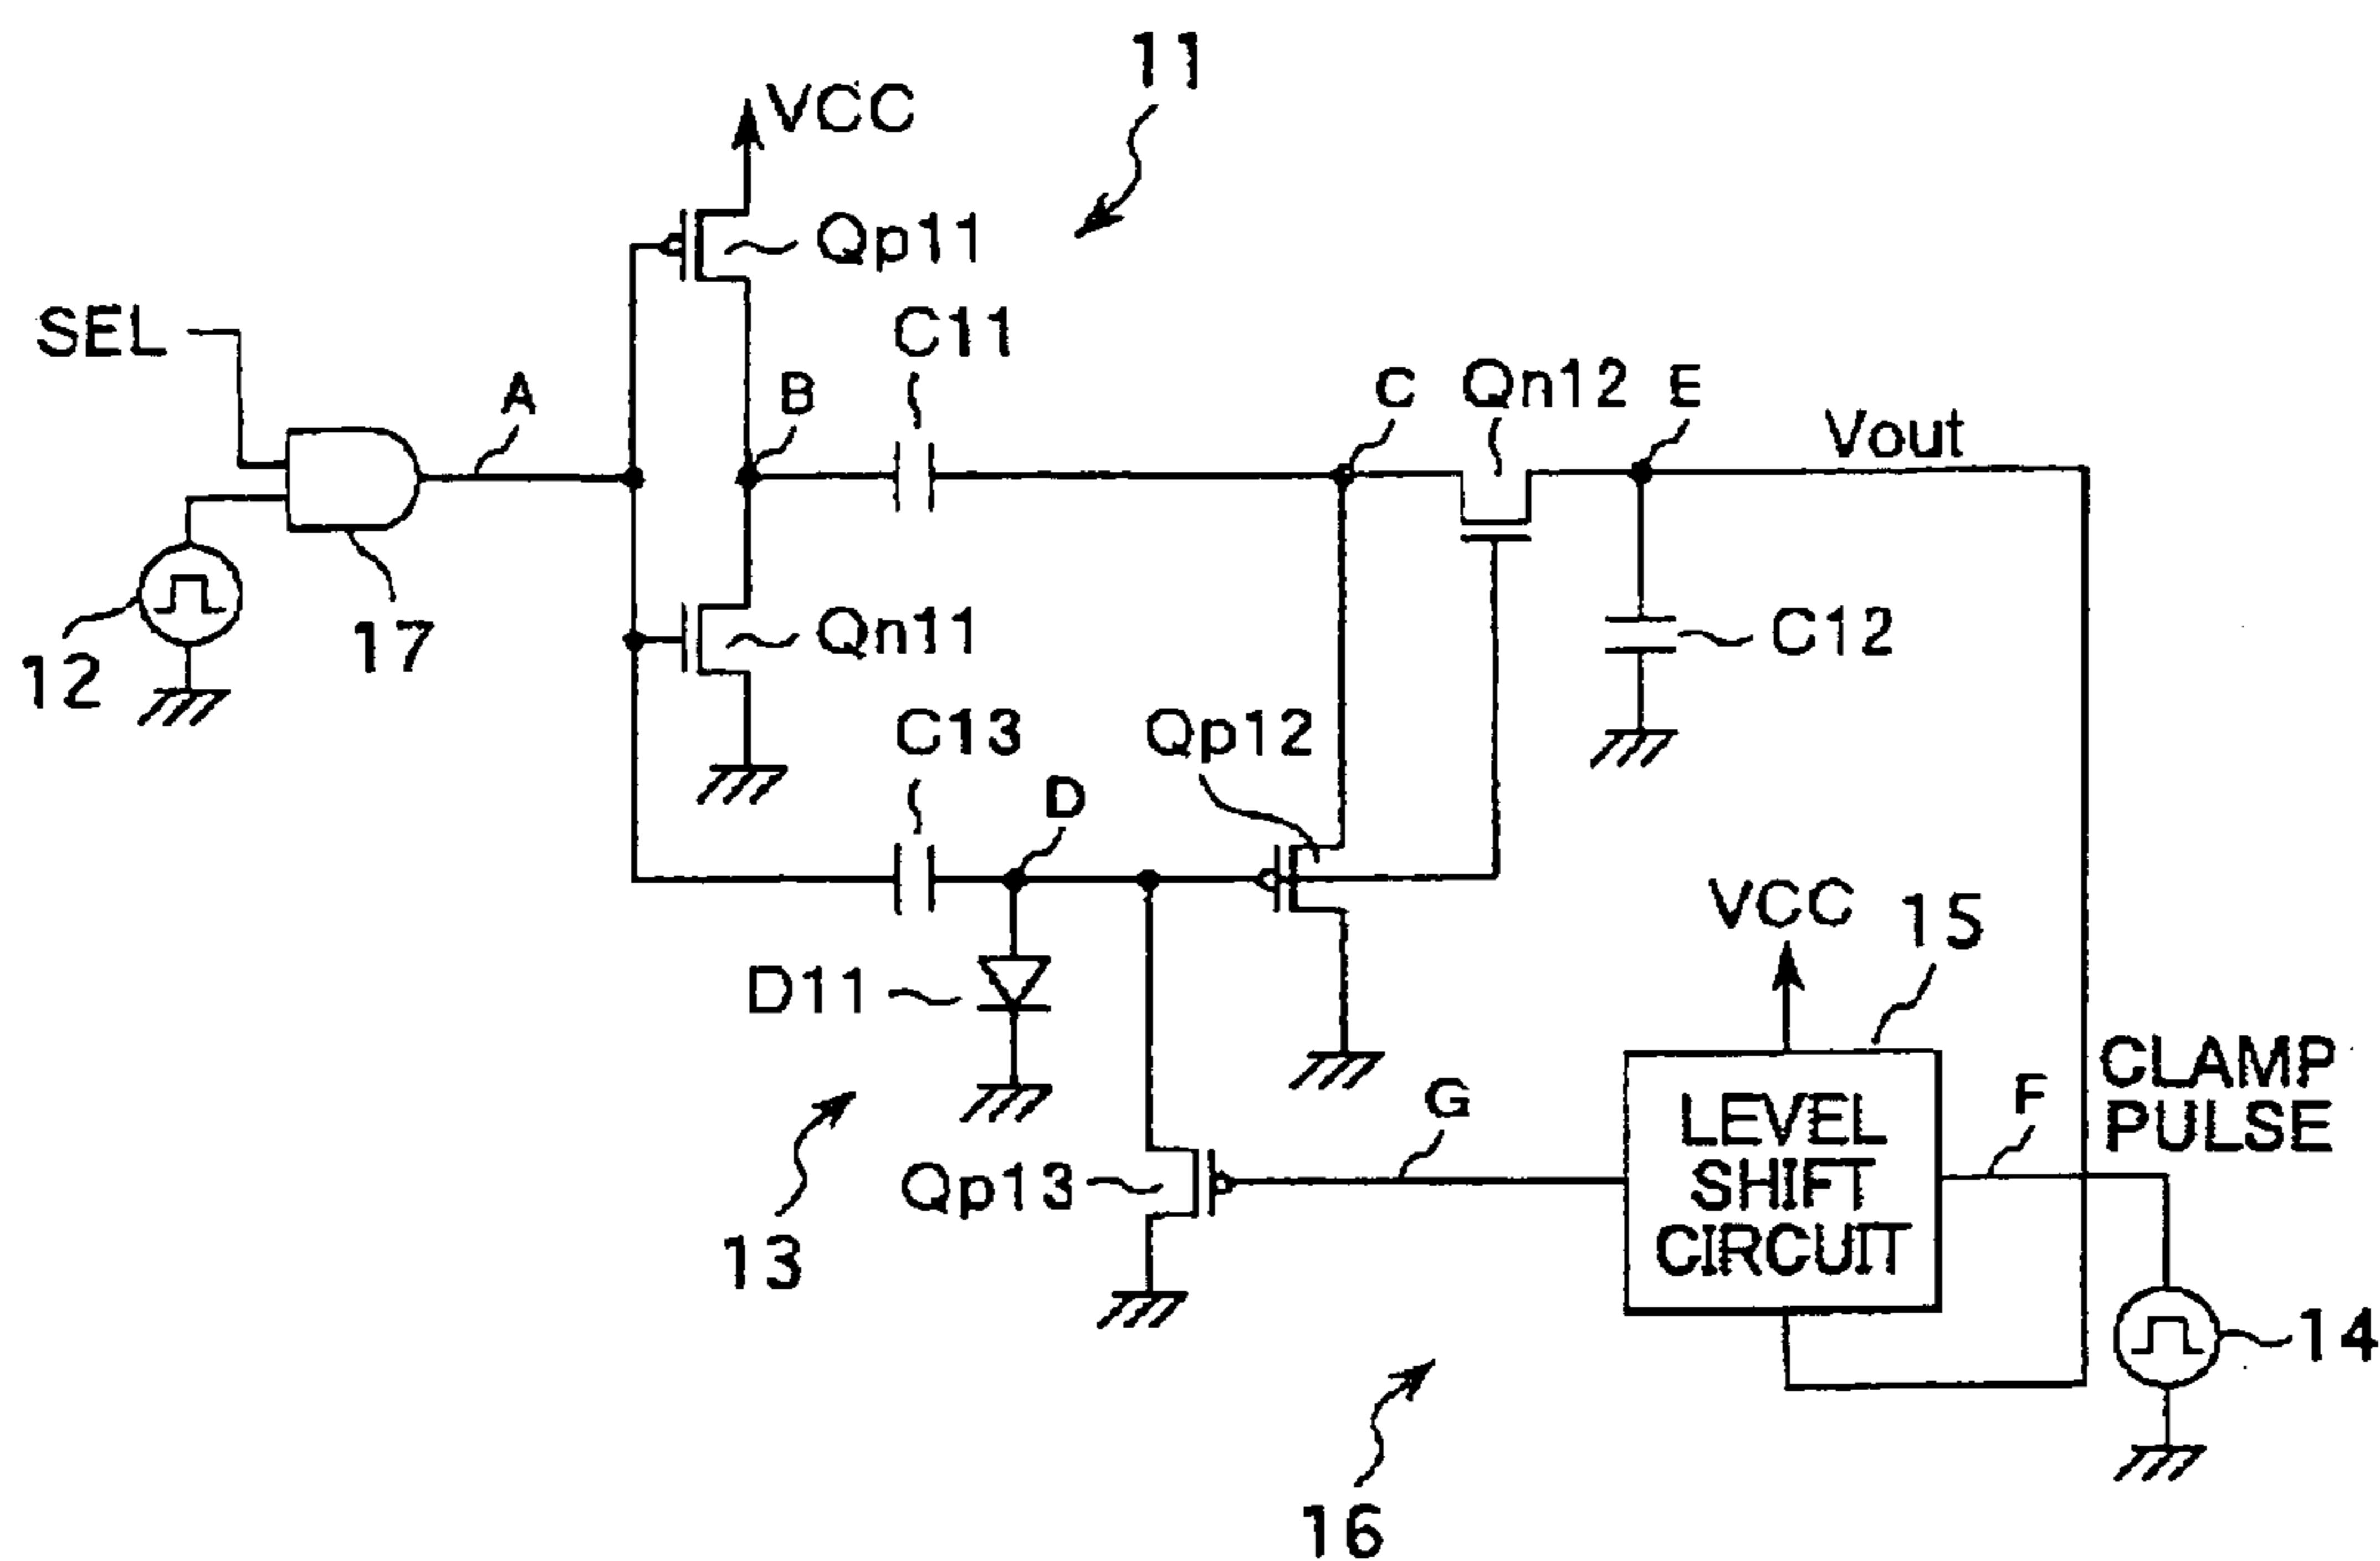 11
VCC
Qp11
SEL
A
B
C11
C
Qn12
E
Vout
12
17
Qn11
C12
C13
D
Qp12
D11
VCC
15
CLAMP
PULSE
F
G
LEVEL
SHIFT
CIRCUIT
13
Qp13
14
16